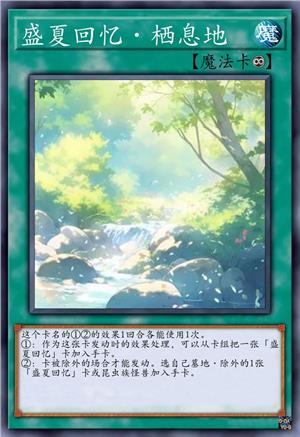 盛夏回忆·栖息地
魔
【魔法卡♾】
这个卡名的①②的效果1回合各能使用1次。
①：作为这张卡发动时的效果处理，可以从卡组把一张「盛
夏回忆」卡加入手卡。
②：卡被除外的场合才能发动。选自己墓地·除外的1张
「盛夏回忆」卡或昆虫族怪兽加入手卡。